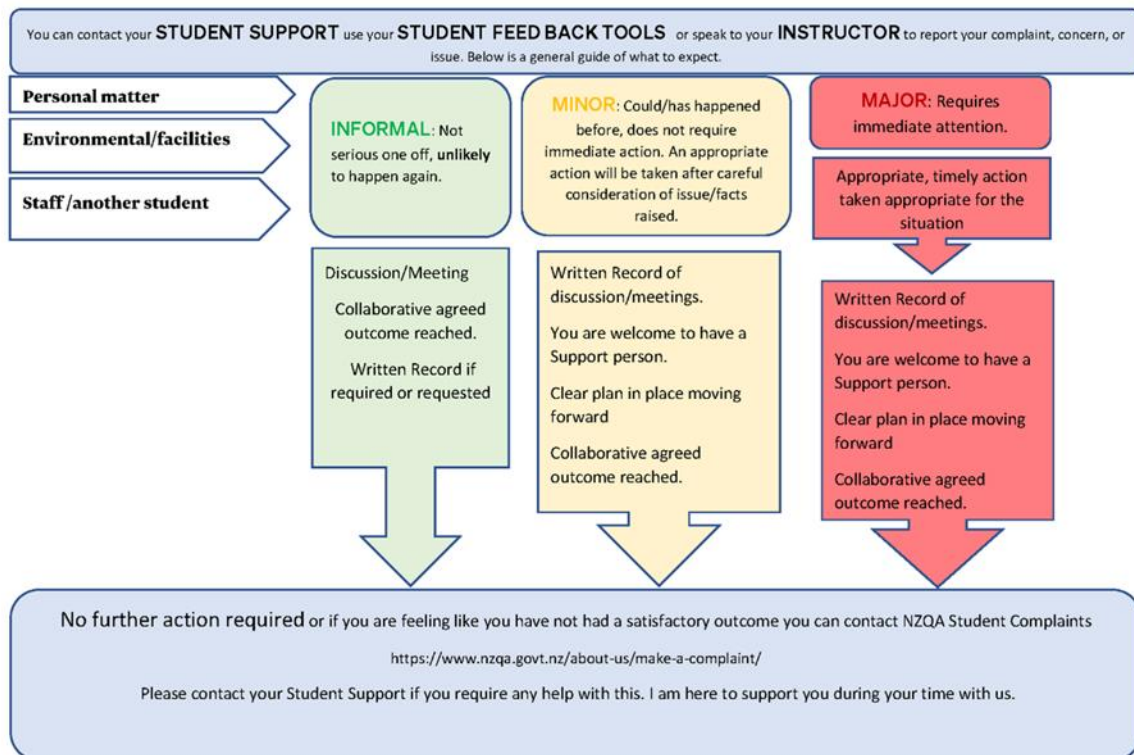 You can contact your STUDENT SUPPORT use your STUDENT FEED BACK TOOLS or speak to your INSTRUCTOR to report your complaint, concern, or
issue. Below is a general guide of what to expect.
Personal matter
Environmental/facilities
Staff/another student
INFORMAL: Not
serious one off, unlikely
to happen again.
Discussion/Meeting
Collaborative agreed
outcome reached.
Written Record if
required or requested
MINOR: Could/has happened
before, does not require
immediate action. An appropriate
action will be taken after careful
consideration of issue/facts
raised.
Written Record of
discussion/meetings.
You are welcome to have a
Support person.
Clear plan in place moving
forward
Collaborative agreed
outcome reached.
MAJOR: Requires
immediate attention.
Appropriate, timely action
taken appropriate for the
situation
Written Record of
discussion/meetings.
You are welcome to have a
Support person.
Clear plan in place moving
forward
Collaborative agreed
outcome reached.
No further action required or if you are feeling like you have not had a satisfactory outcome you can contact NZQA Student Complaints
https://www.nzqa.govt.nz/about-us/make-a-complaint/
Please contact your Student Support if you require any help with this. I am here to support you during your time with us.